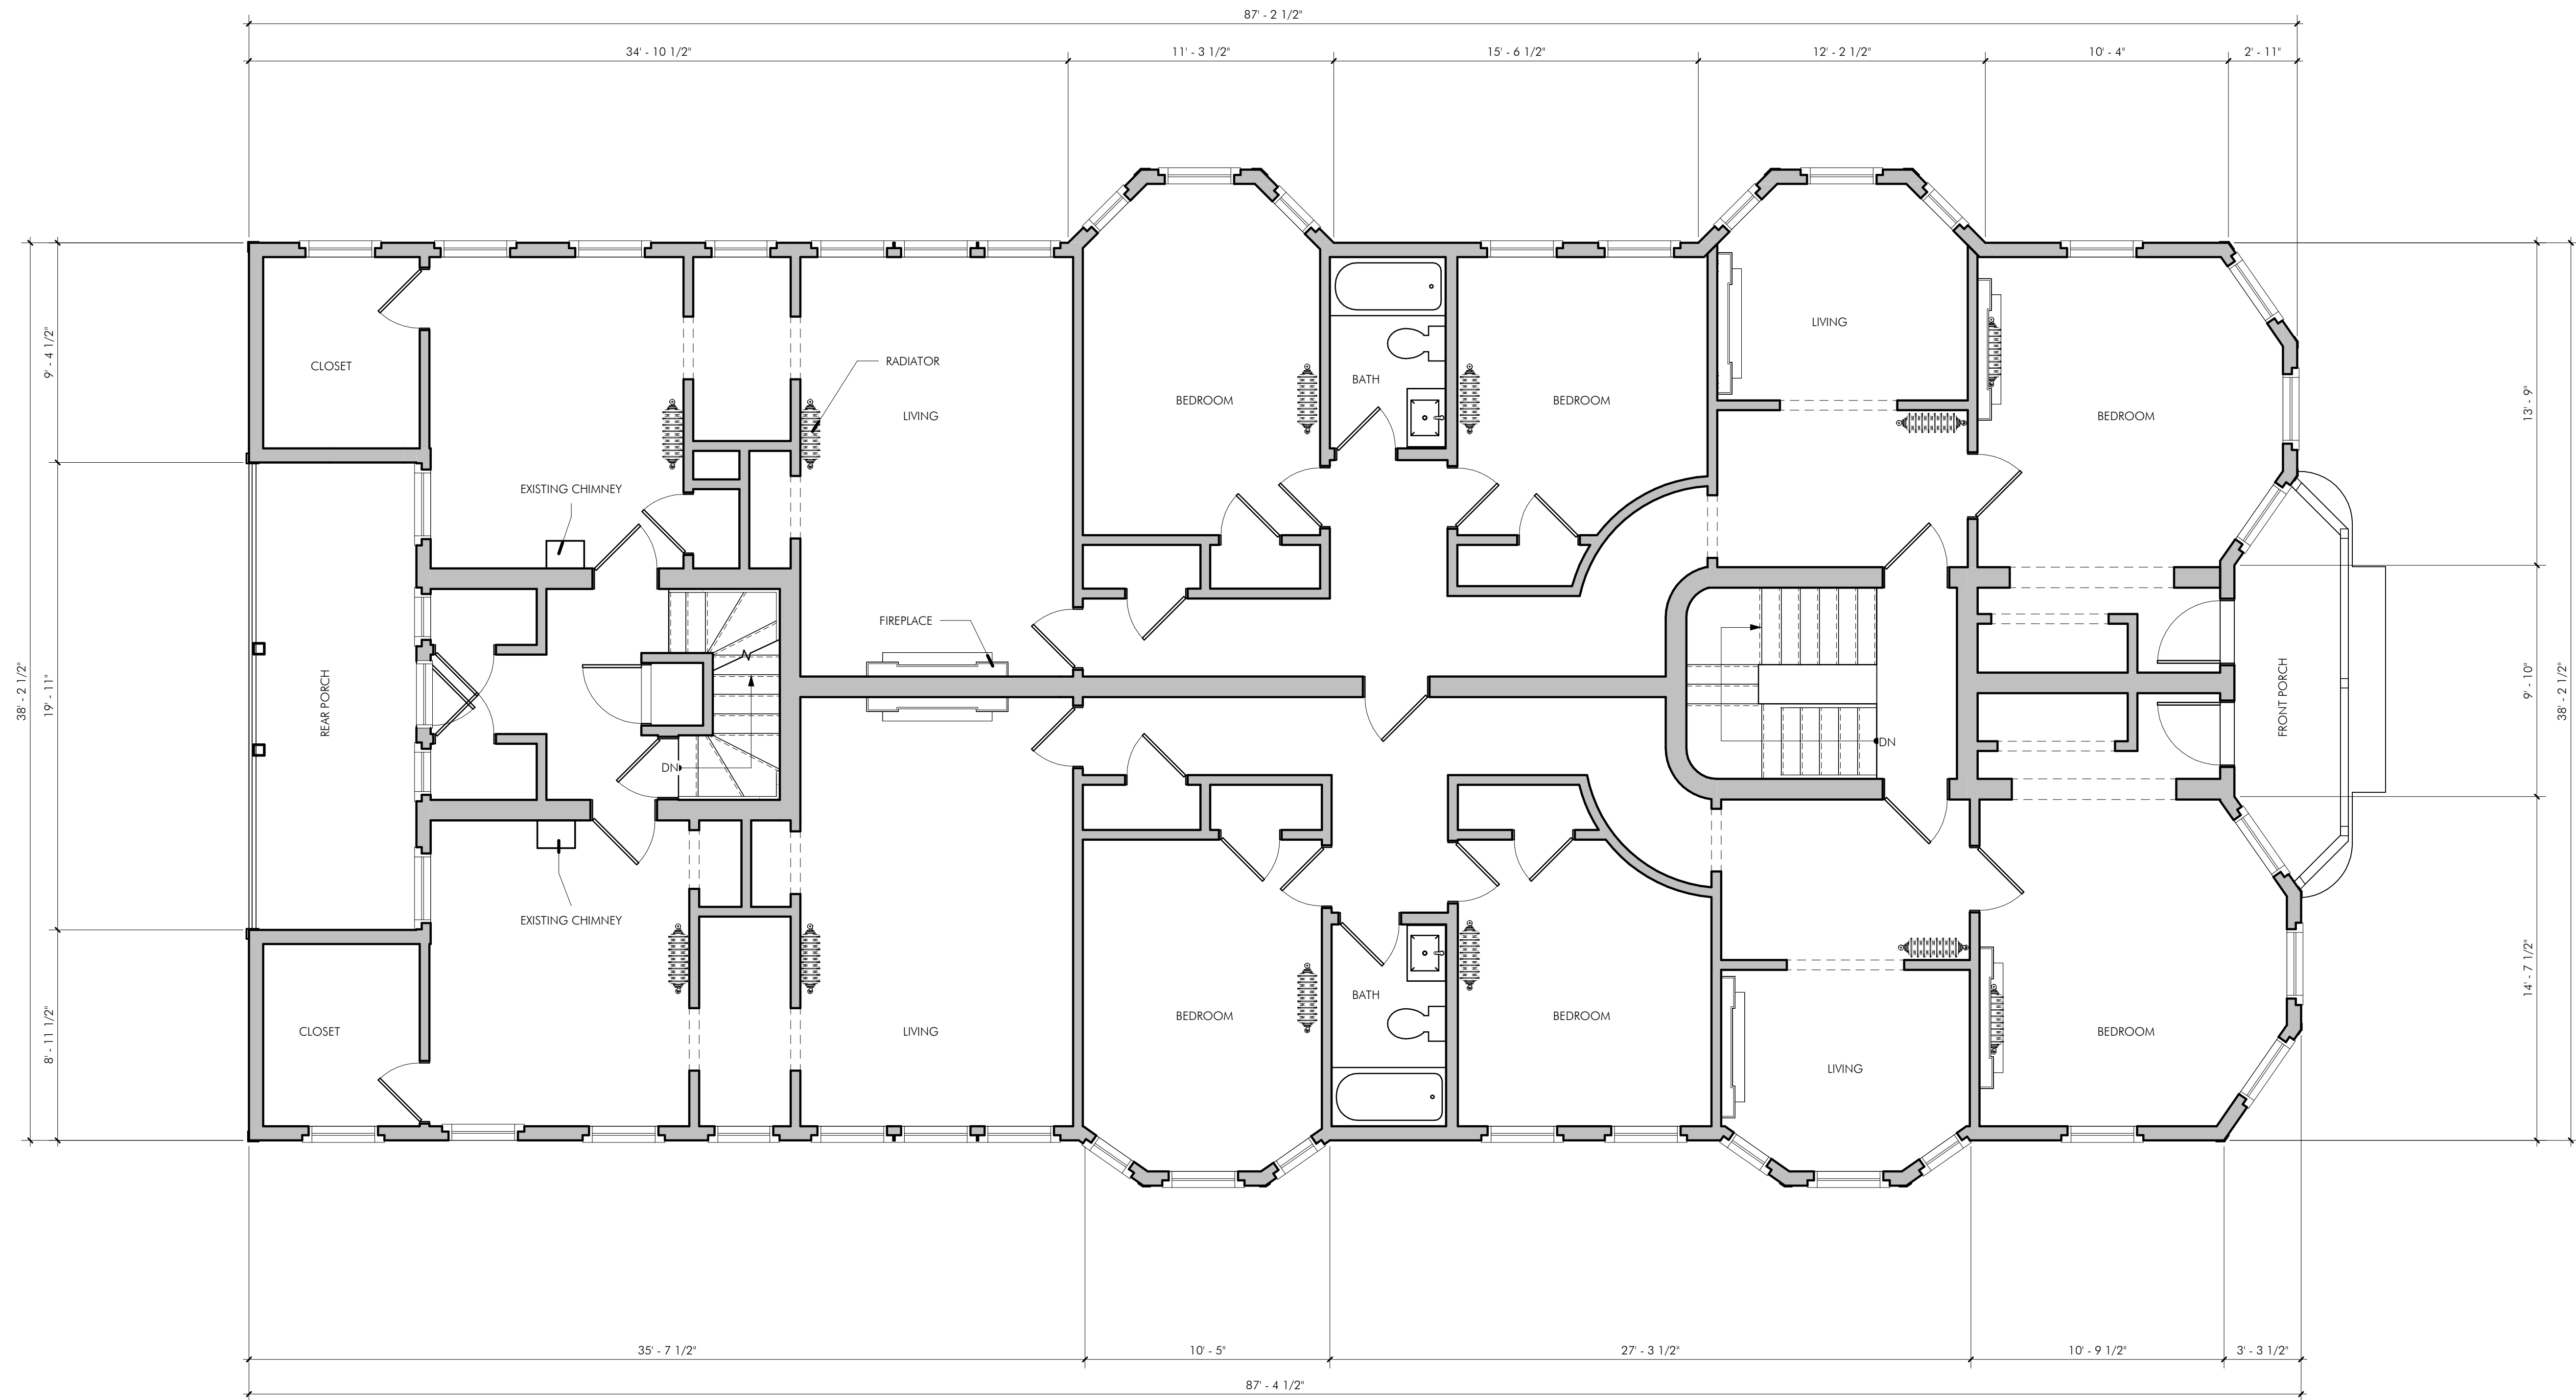 87' - 2 1/2"
34' - 10 1/2"
11' - 3 1/2"
15' - 6 1/2"
12' - 2 1/2"
10' - 4"
2' - 11"
38' - 2 1/2"
9' - 4 1/2"
19' - 11"
8' - 11 1/2"
CLOSET
RADIATOR
LIVING
BEDROOM
BATH
BEDROOM
LIVING
BEDROOM
EXISTING CHIMNEY
FIREPLACE
REAR PORCH
FRONT PORCH
DN
DN
EXISTING CHIMNEY
CLOSET
LIVING
BEDROOM
BATH
BEDROOM
LIVING
BEDROOM
13' - 9"
9' - 10"
14' - 7 1/2"
38' - 2 1/2"
35' - 7 1/2"
10' - 5"
27' - 3 1/2"
10' - 9 1/2"
3' - 3 1/2"
87' - 4 1/2"